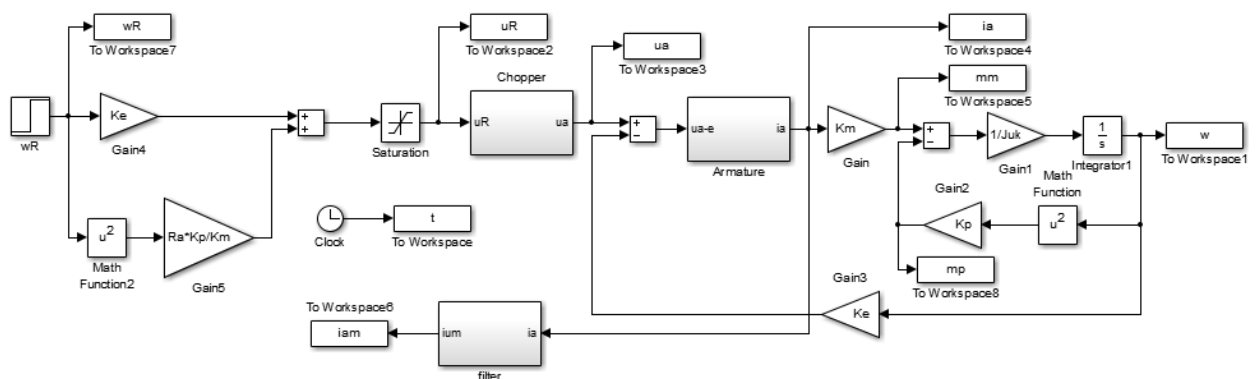 wR
To Workspace7
uR
To Workspace2
ua
To Workspace3
ia
To Workspace4
mm
To Workspace5
Chopper
uR
ua
wR
Ke
Gain4
+
+
Saturation
+
−
ua-e
ia
Armature
Km
Gain
+
−
1/Juk
Gain1
1
s
Integrator1
w
To Workspace1
u²
Math
Function2
Ra*Kp/Km
Gain5
Clock
t
To Workspace
Gain2
Kp
Math
Function
u²
mp
To Workspace8
Gain3
Ke
To Workspace6
iam
ium
ia
filter